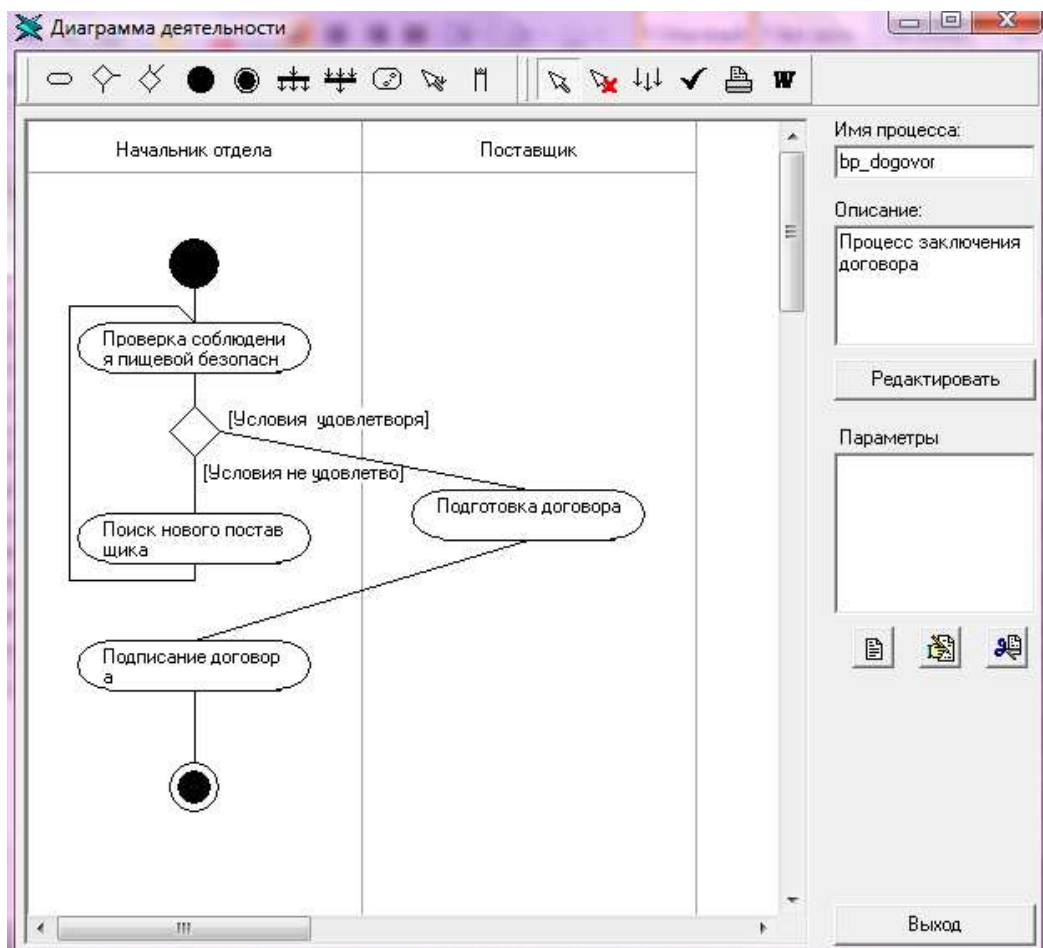 Диаграмма деятельности
Начальник отдела
Поставщик
Проверка соблюдени
я пищевой безопасн
[Условия удовлетворя]
[Условия не удовлетво]
Подготовка договора
Поиск нового постав
щика
Подписание договор
а
Имя процесса:
bp_dogovor
Описание:
Процесс заключения
договора
Редактировать
Параметры
Выход